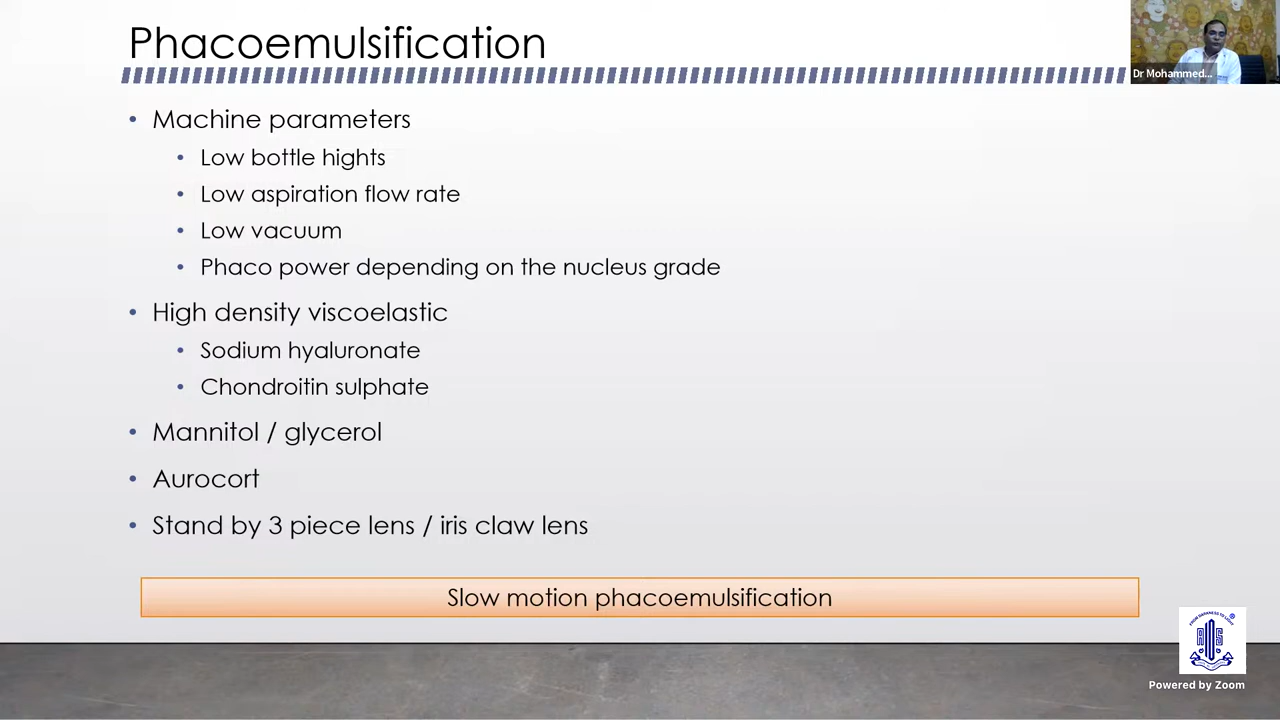 Phacoemulsification
Dr Mohammed...
• Machine parameters
• Low bottle hights
• Low aspiration flow rate
• Low vacuum
• Phaco power depending on the nucleus grade
• High density viscoelastic
• Sodium hyaluronate
• Chondroitin sulphate
• Mannitol / glycerol
• Aurocort
• Stand by 3 piece lens / iris claw lens
Slow motion phacoemulsification
Powered by Zoom